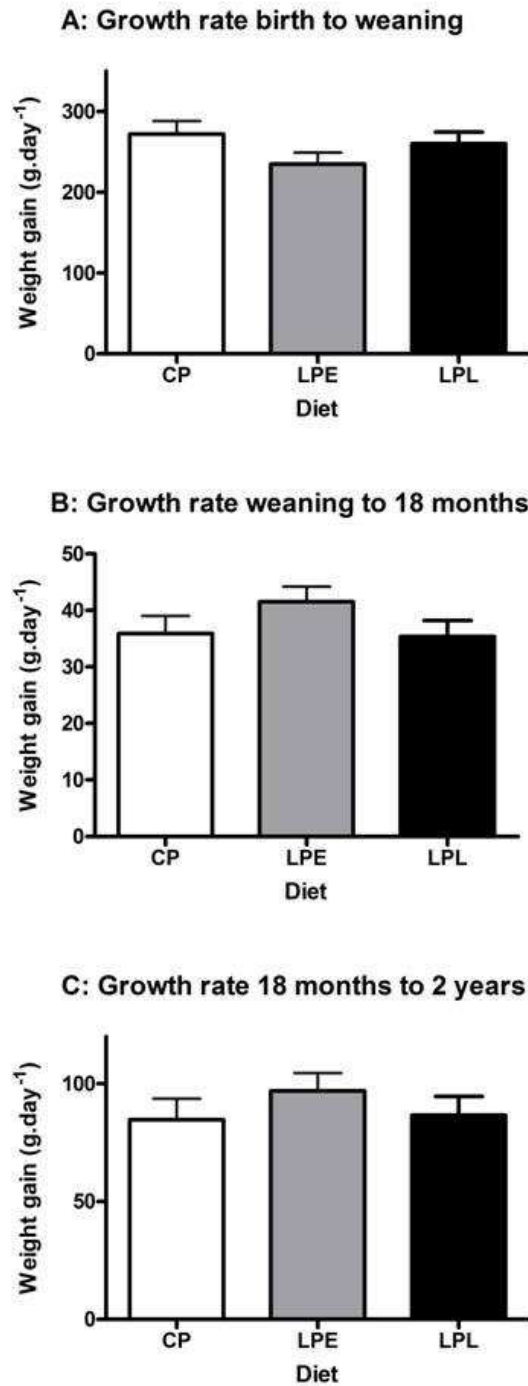 A: Growth rate birth to weaning
Weight gain (g.day⁻¹)
300
200
100
0
CP LPE LPL
Diet
B: Growth rate weaning to 18 months
Weight gain (g.day⁻¹)
50
40
30
20
10
0
CP LPE LPL
Diet
C: Growth rate 18 months to 2 years
Weight gain (g.day⁻¹)
100
50
0
CP LPE LPL
Diet